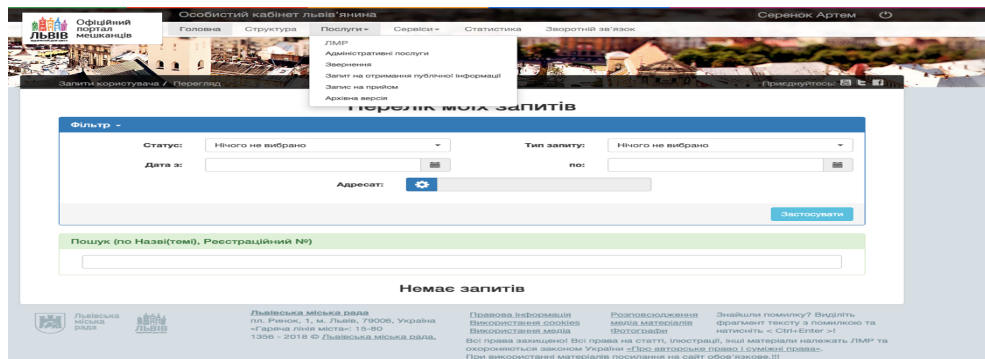 Особистий кабінет львів'янина
Серенок Артем
Офіційний
портал
мешканців
ЛЬВІВ
Головна Структура Послуги Сервіси Статистика Зворотній зв'язок
ЛМР
Адміністративні послуги
Звернення
Запит на отримання публічної інформації
Запис на прийом
Архівна версія
Запити користувача / Перегляд
Приєднуйтесь:
Перелік моїх запитів
Фільтр
Статус: Нічого не вибрано
Тип запиту: Нічого не вибрано
Дата з:
по:
Адресат:
Застосувати
Пошук (по Назві(темі), Реєстраційний №)
Немає запитів
Львівська
міська
рада
ЛЬВІВ
Львівська міська рада
пл. Ринок, 1, м. Львів, 79006, Україна
«Гаряча лінія міста»: 15-80
1356 - 2018 © Львівська міська рада.
Правова інформація
Використання cookies
Використання медіа
Розповсюдження
медіа матеріалів
Фотографи
Знайшли помилку? Виділіть
фрагмент тексту з помилкою та
натисніть < Ctrl+Enter >!
Всі права захищено! Всі права на статті, ілюстрації, інші матеріали належать ЛМР та
охороняються законом України «Про авторське право і суміжні права».
При використанні матеріалів посилання на сайт обов'язкове.!!!